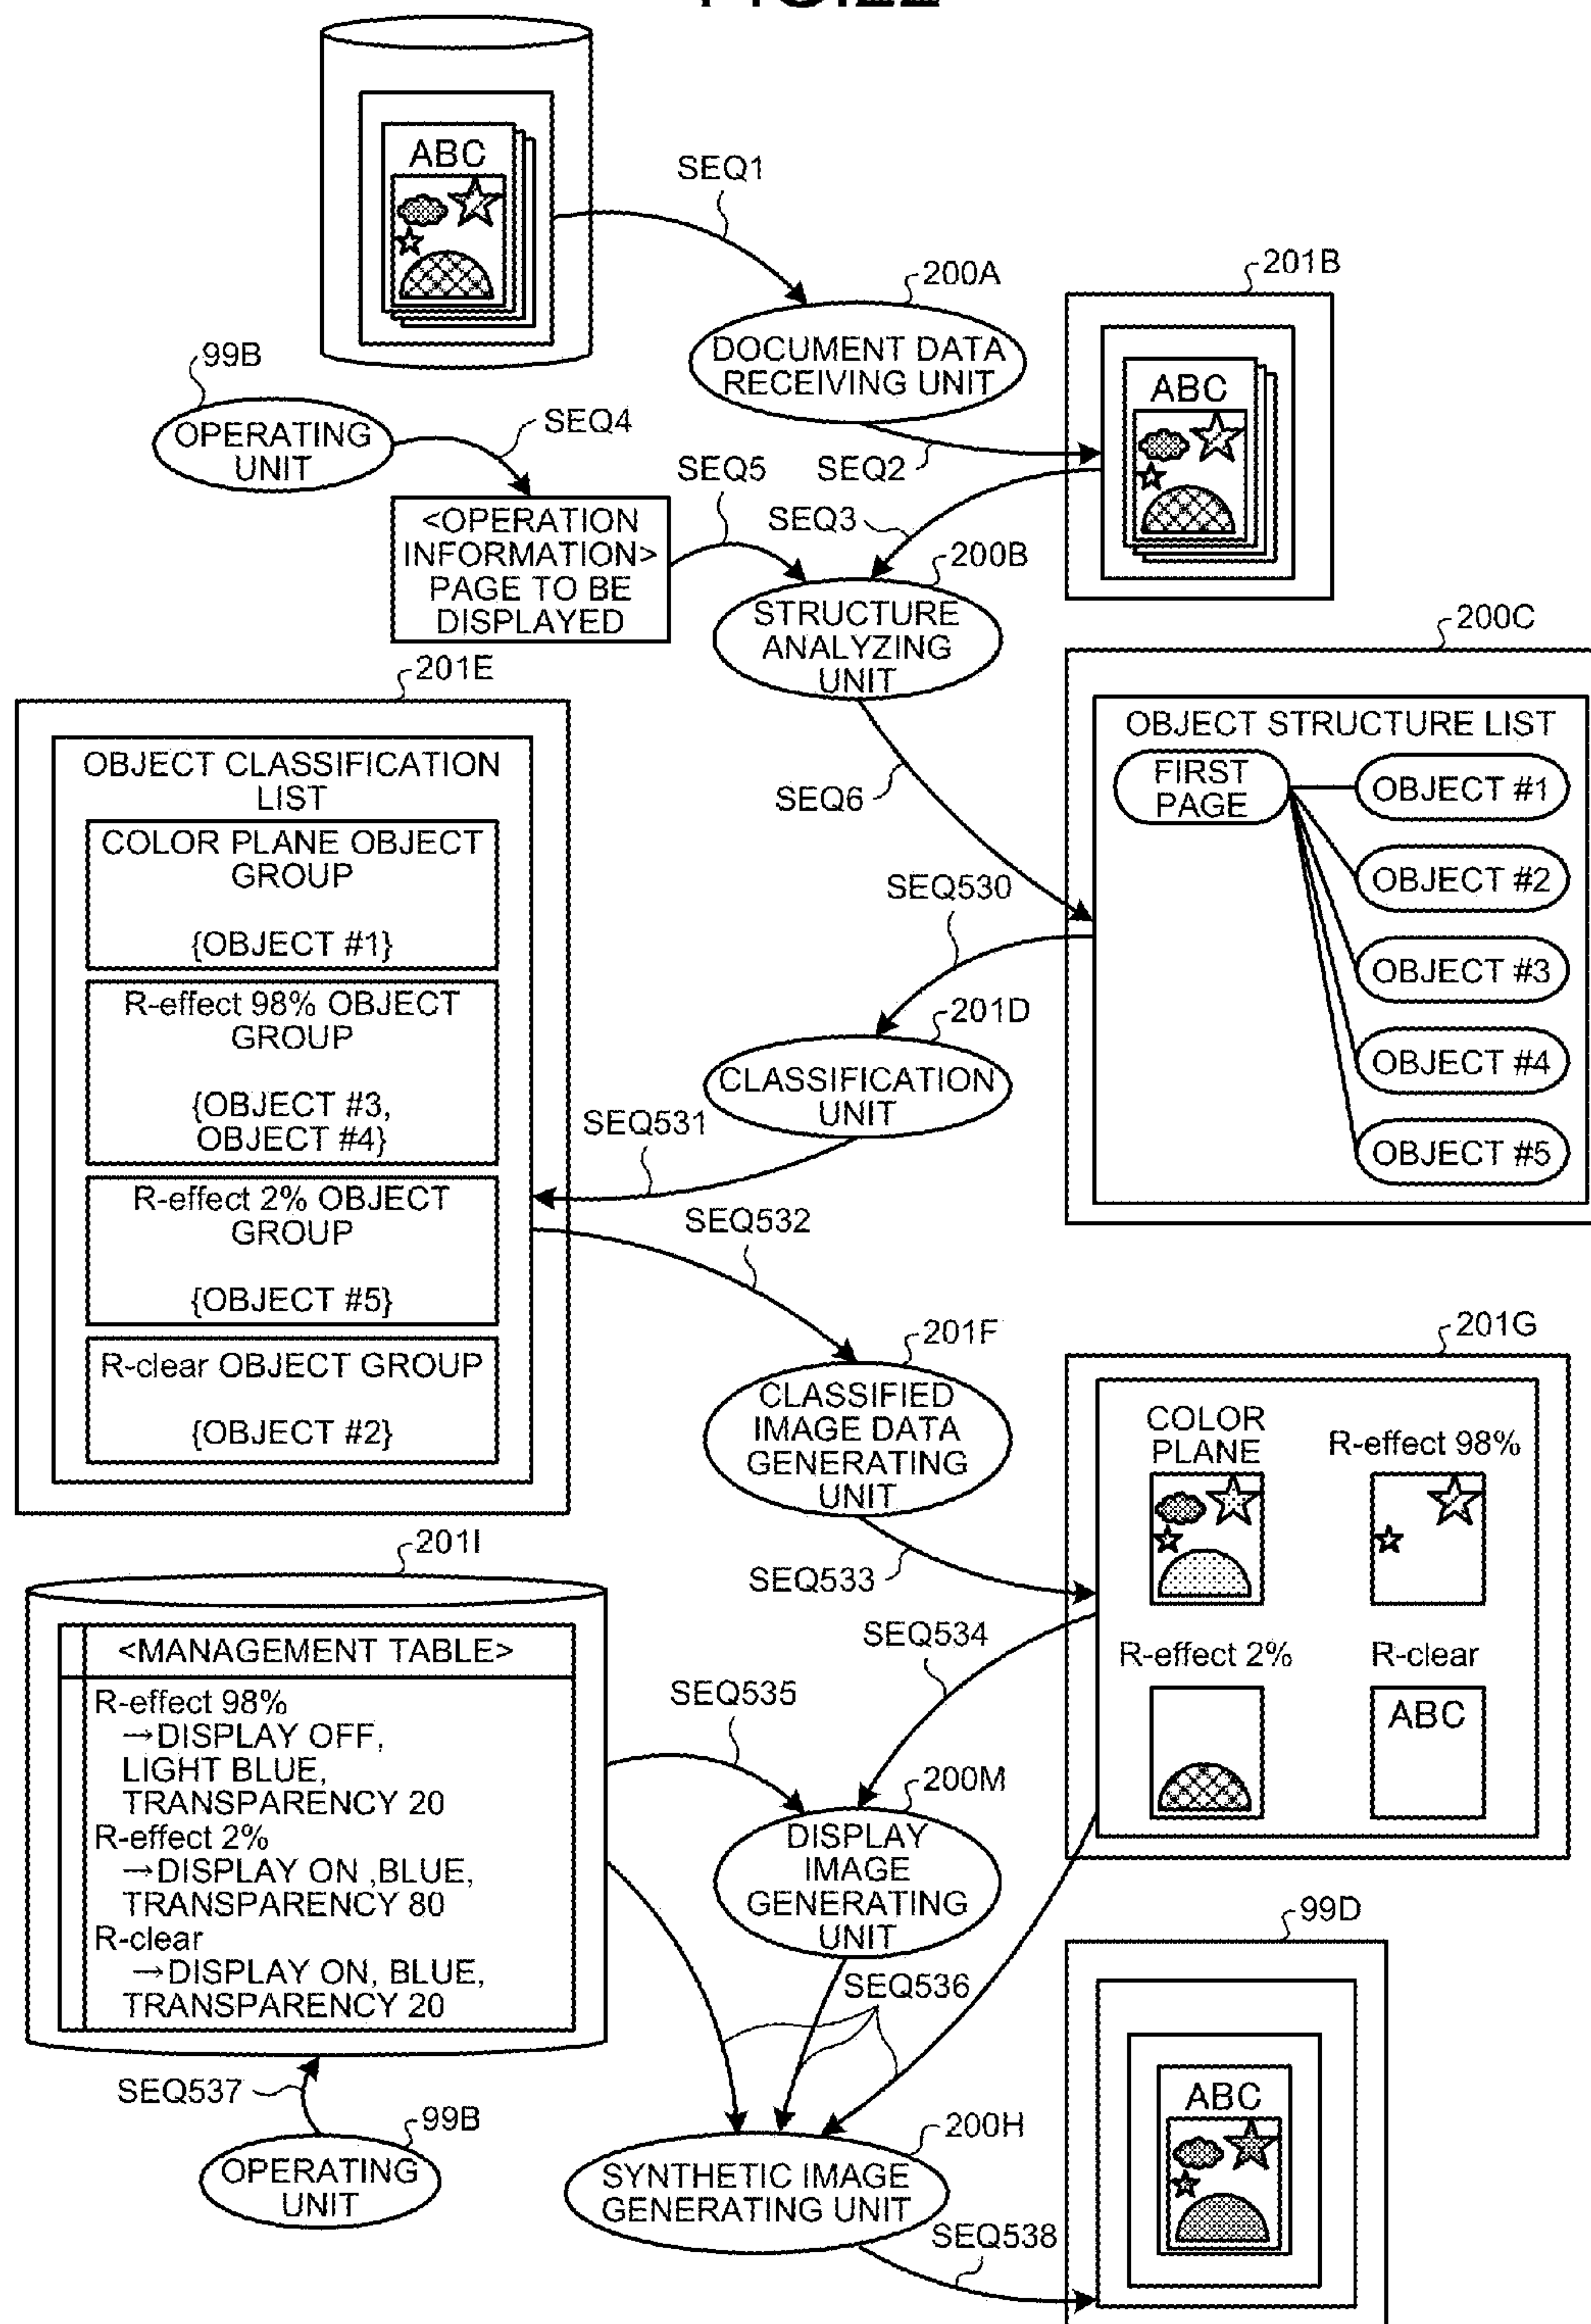 ABC
SEQ1
200A
201B
DOCUMENT DATA
RECEIVING UNIT
ABC
99B
OPERATING
UNIT
SEQ4
SEQ2
SEQ5
SEQ3
<OPERATION
INFORMATION>
PAGE TO BE
DISPLAYED
200B
STRUCTURE
ANALYZING
UNIT
200C
201E
OBJECT STRUCTURE LIST
FIRST
PAGE
OBJECT #1
OBJECT #2
OBJECT #3
OBJECT #4
OBJECT #5
SEQ6
OBJECT CLASSIFICATION
LIST
COLOR PLANE OBJECT
GROUP
{OBJECT #1}
R-effect 98% OBJECT
GROUP
{OBJECT #3,
OBJECT #4}
R-effect 2% OBJECT
GROUP
{OBJECT #5}
R-clear OBJECT GROUP
{OBJECT #2}
SEQ530
201D
CLASSIFICATION
UNIT
SEQ531
SEQ532
201F
CLASSIFIED
IMAGE DATA
GENERATING
UNIT
201G
COLOR
PLANE
R-effect 98%
R-effect 2%
R-clear
ABC
SEQ533
SEQ534
201I
<MANAGEMENT TABLE>
R-effect 98%
→DISPLAY OFF,
LIGHT BLUE,
TRANSPARENCY 20
R-effect 2%
→DISPLAY ON ,BLUE,
TRANSPARENCY 80
R-clear
→DISPLAY ON, BLUE,
TRANSPARENCY 20
SEQ535
200M
DISPLAY
IMAGE
GENERATING
UNIT
SEQ536
99D
ABC
SEQ537
99B
OPERATING
UNIT
200H
SYNTHETIC IMAGE
GENERATING UNIT
SEQ538